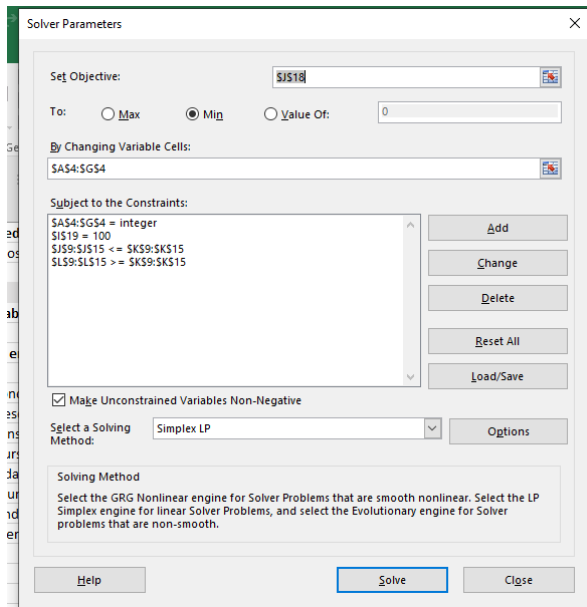 Solver Parameters
Set Objective:
$J$18
To:
Max
Min
Value Of:
0
By Changing Variable Cells:
$A$4:$G$4
Subject to the Constraints:
$A$4:$G$4 = integer
$I$19 = 100
$J$9:$J$15 <= $K$9:$K$15
$L$9:$L$15 >= $K$9:$K$15
Add
Change
Delete
Reset All
Load/Save
Make Unconstrained Variables Non-Negative
Select a Solving
Method:
Simplex LP
Options
Solving Method
Select the GRG Nonlinear engine for Solver Problems that are smooth nonlinear. Select the LP
Simplex engine for linear Solver Problems, and select the Evolutionary engine for Solver
problems that are non-smooth.
Help
Solve
Close